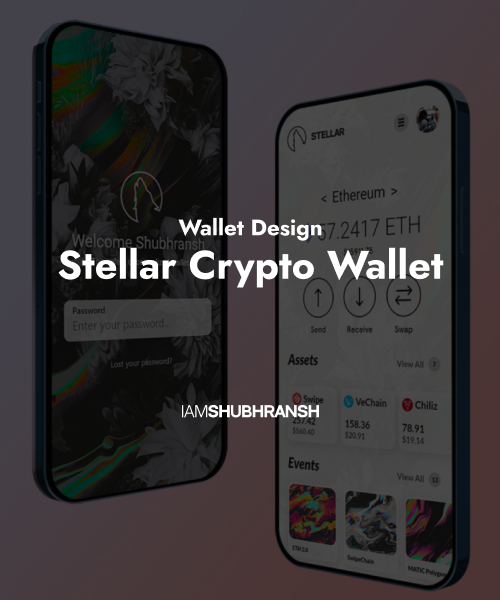 STELLAR
< Ethereum >
57.2417 ETH
Wallet Design
Welcome Shubhransh
Stellar Crypto Wallet
Password
Enter your password..
Lost your password?
Send
Receive
Swap
Assets
View All 7
Swipe
257.42
$560.40
VeChain
158.36
$20.91
Chiliz
78.91
$19.14
IAMSHUBHRANSH
Events
View All 13
ETH 2.0
SwipeChain
MATIC Polygon